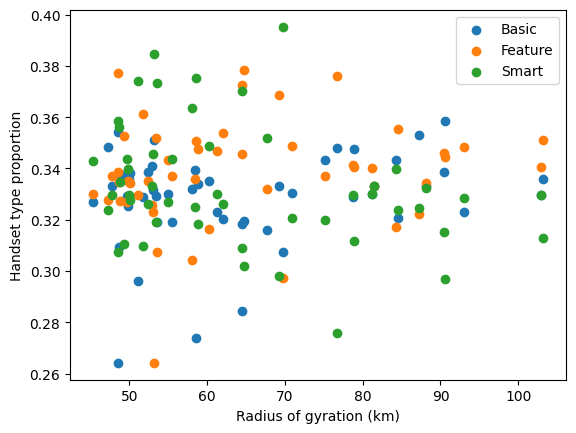 0.40
0.38
0.36
0.34
0.32
0.30
0.28
0.26
Handset type proportion
Basic
Feature
Smart
50 60 70 80 90 100
Radius of gyration (km)